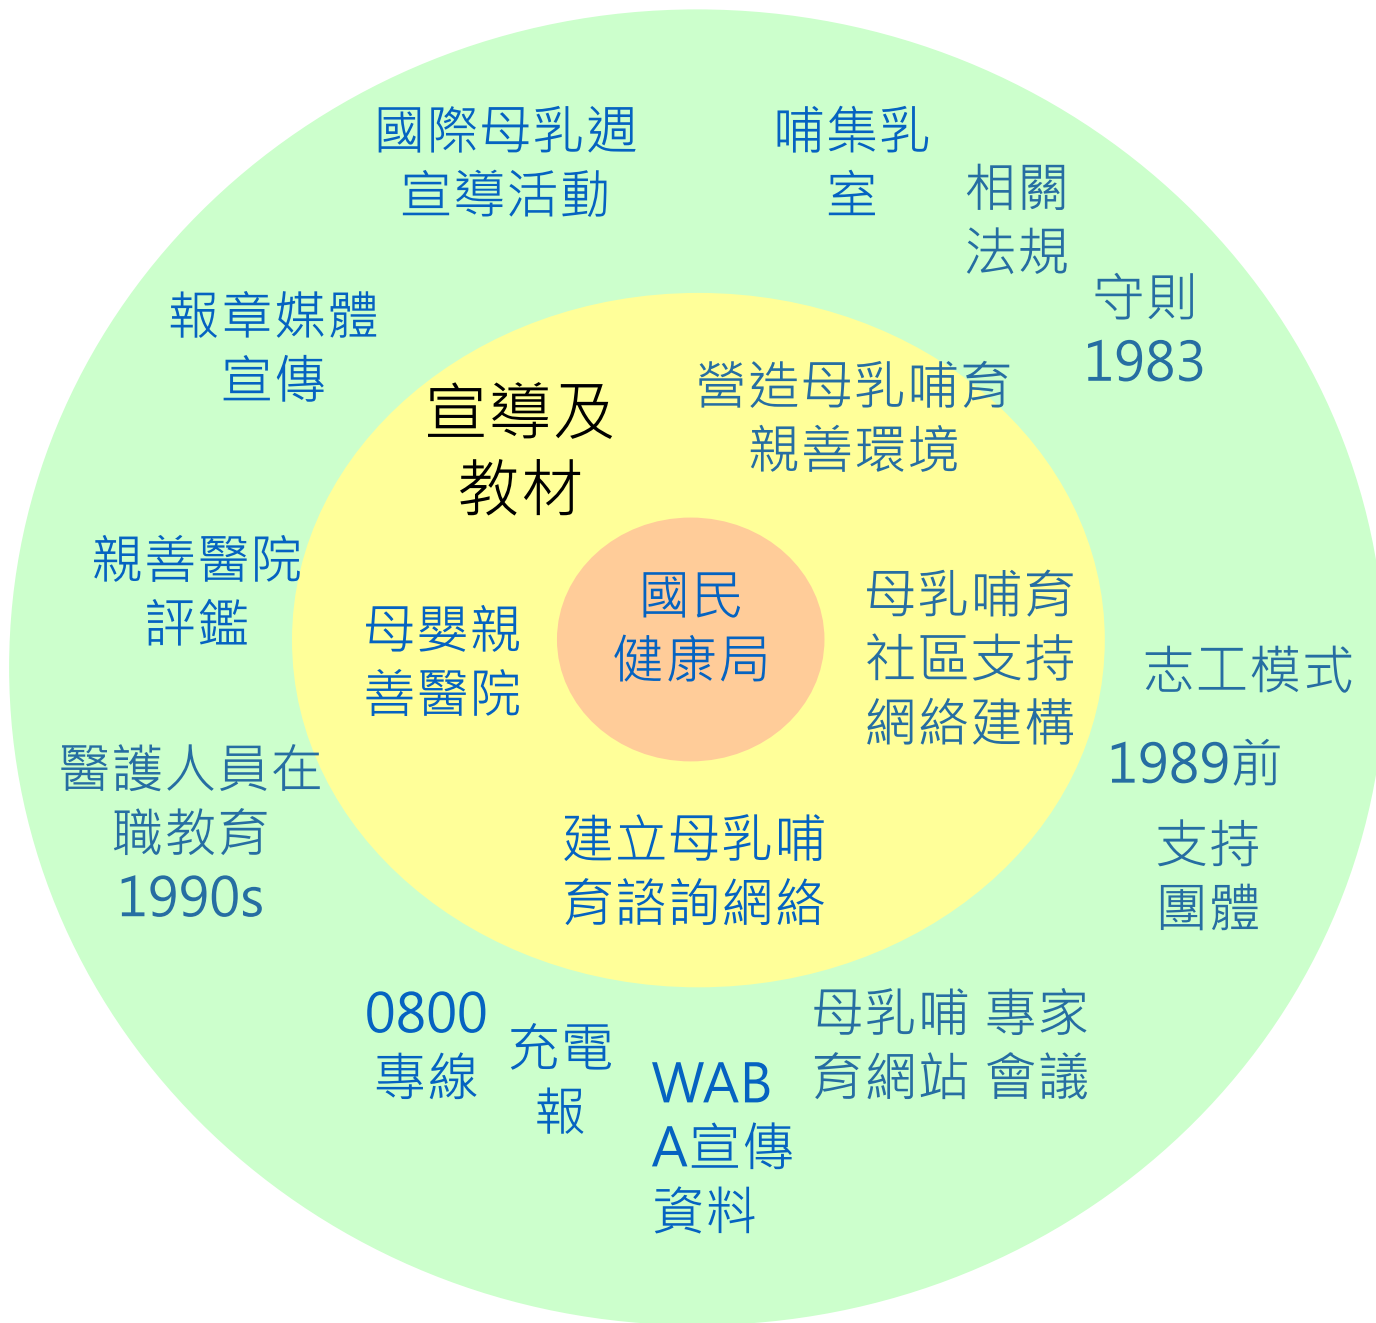 國際母乳週
宣導活動
哺集乳
室
相關
法規
守則
1983
報章媒體
宣傳
宣導及
教材
營造母乳哺育
親善環境
親善醫院
評鑑
母嬰親
善醫院
國民
健康局
母乳哺育
社區支持
網絡建構
志工模式
1989前
支持
團體
醫護人員在
職教育
1990s
建立母乳哺
育諮詢網絡
0800
專線
充電
報
WAB
A宣傳
資料
母乳哺
育網站
專家
會議